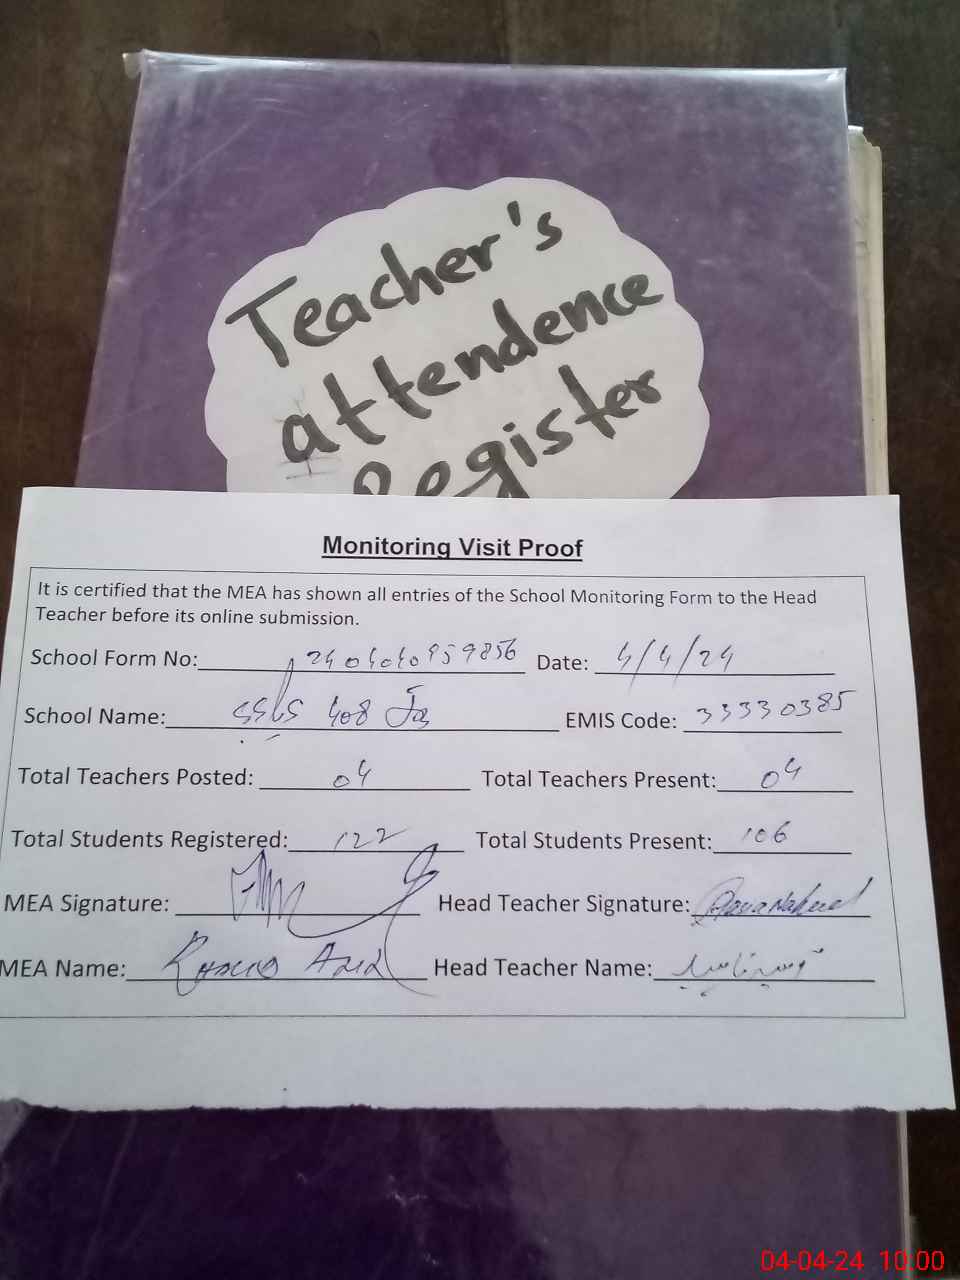 Teacher's
attendence
Register
Monitoring Visit Proof
It is certified that the MEA has shown all entries of the School Monitoring Form to the Head
Teacher before its online submission.
School Form No: Date: 4/4/24
School Name: 408 EMIS Code: 33330385
Total Teachers Posted: 04 Total Teachers Present: 04
Total Students Registered: 122 Total Students Present: 106
MEA Signature: Head Teacher Signature:
MEA Name: Head Teacher Name:
04-04-24 10:00